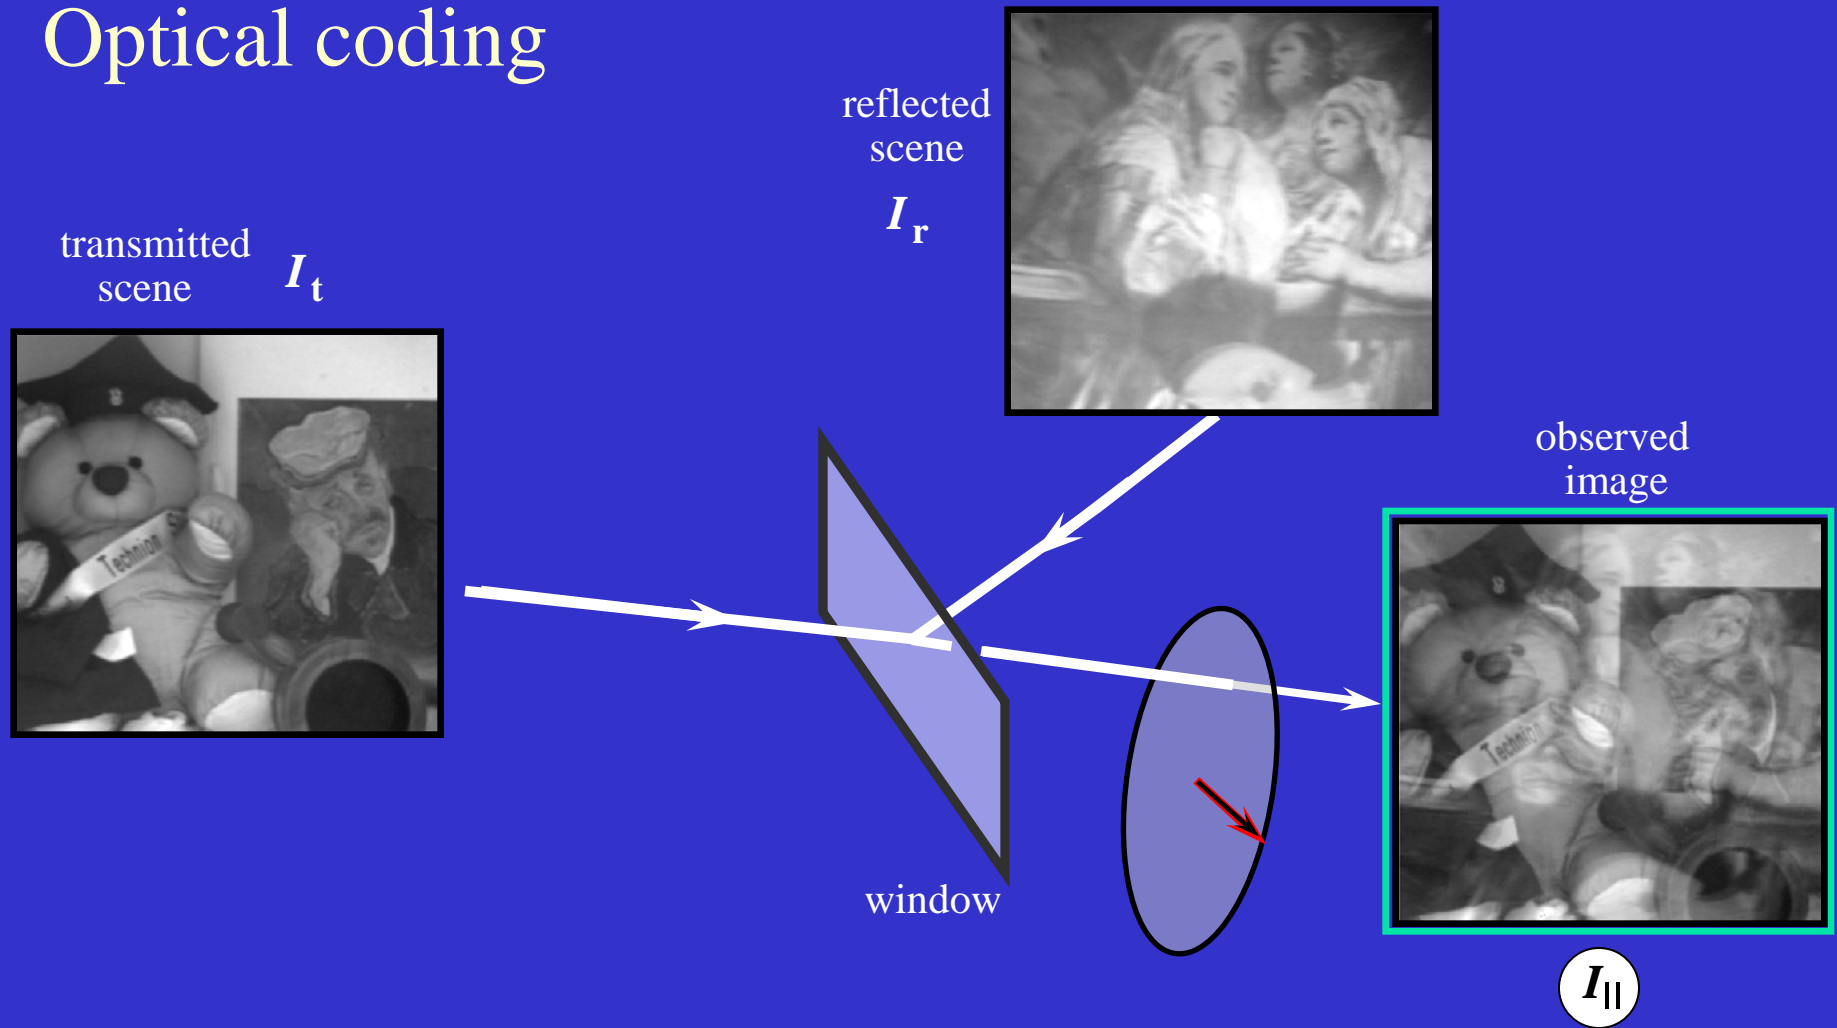 Optical coding
reflected
scene
I r
transmitted
scene
I t
Technion
observed
image
Technion
window
I ||